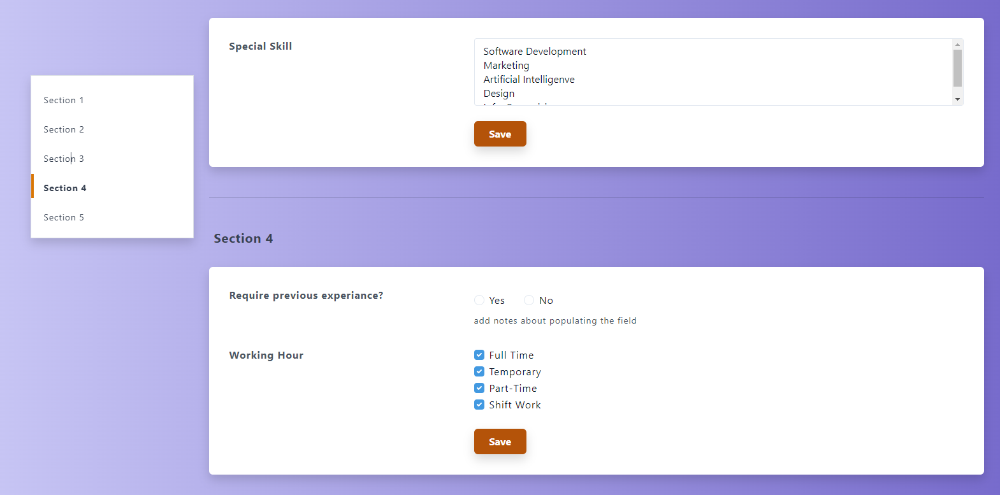 Section 1
Section 2
Section 3
Section 4
Section 5
Special Skill
Software Development
Marketing
Artificial Intelligenve
Design
Save
Section 4
Require previous experiance?
Yes No
add notes about populating the field
Working Hour
Full Time
Temporary
Part-Time
Shift Work
Save